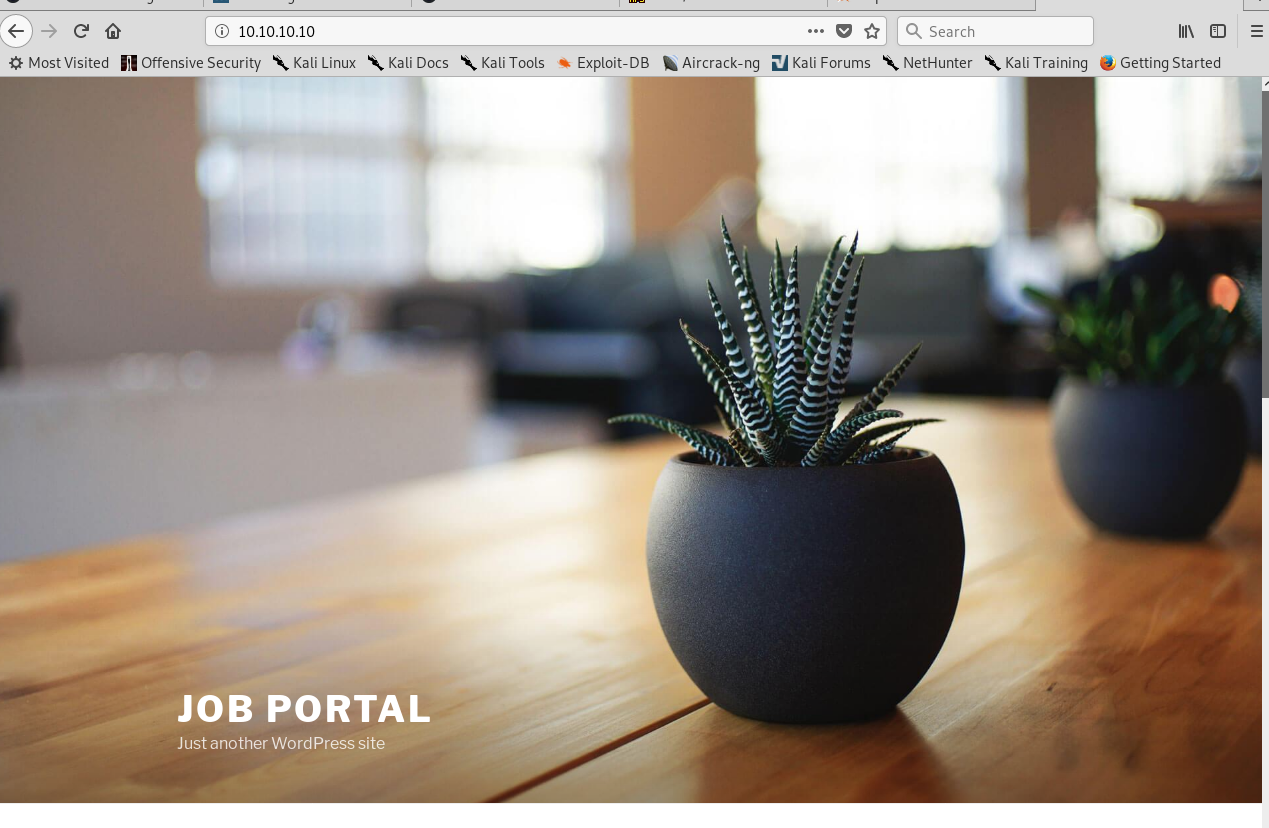 10.10.10.10
Search
Most Visited Offensive Security Kali Linux Kali Docs Kali Tools Exploit-DB Aircrack-ng Kali Forums NetHunter Kali Training Getting Started
JOB PORTAL
Just another WordPress site